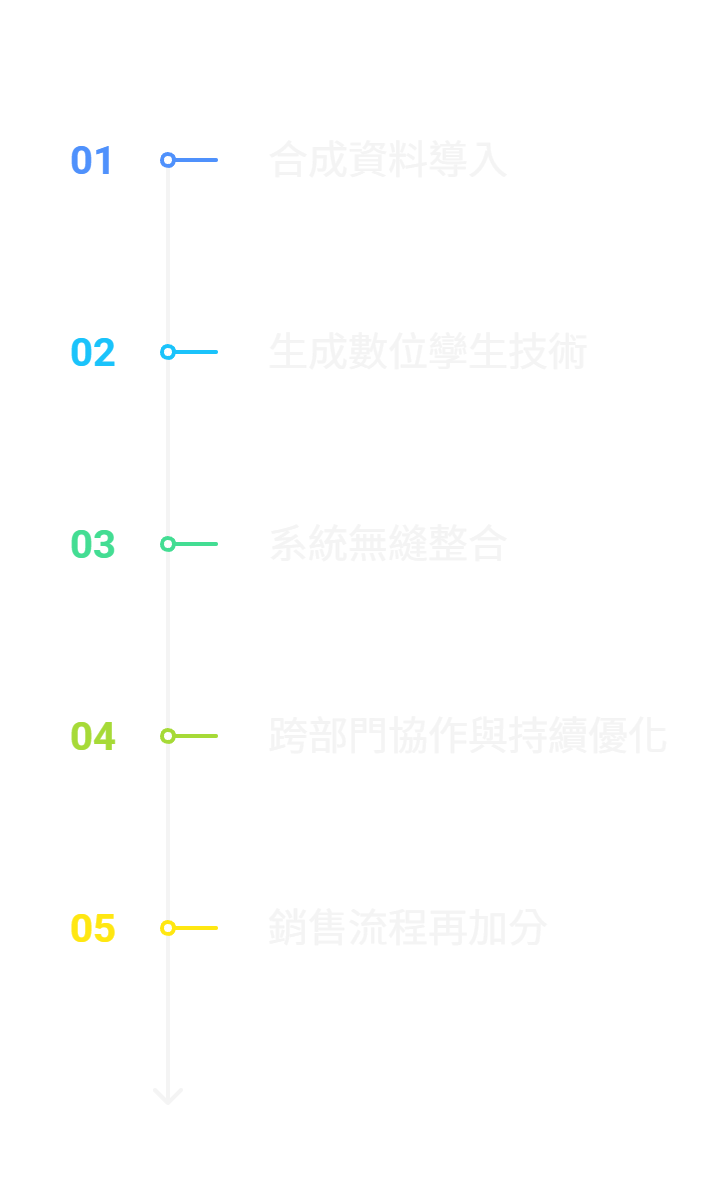 01 合成資料導入
02 生成數位孿生技術
03 系統無縫整合
04 跨部門協作與持續優化
05 銷售流程再加分